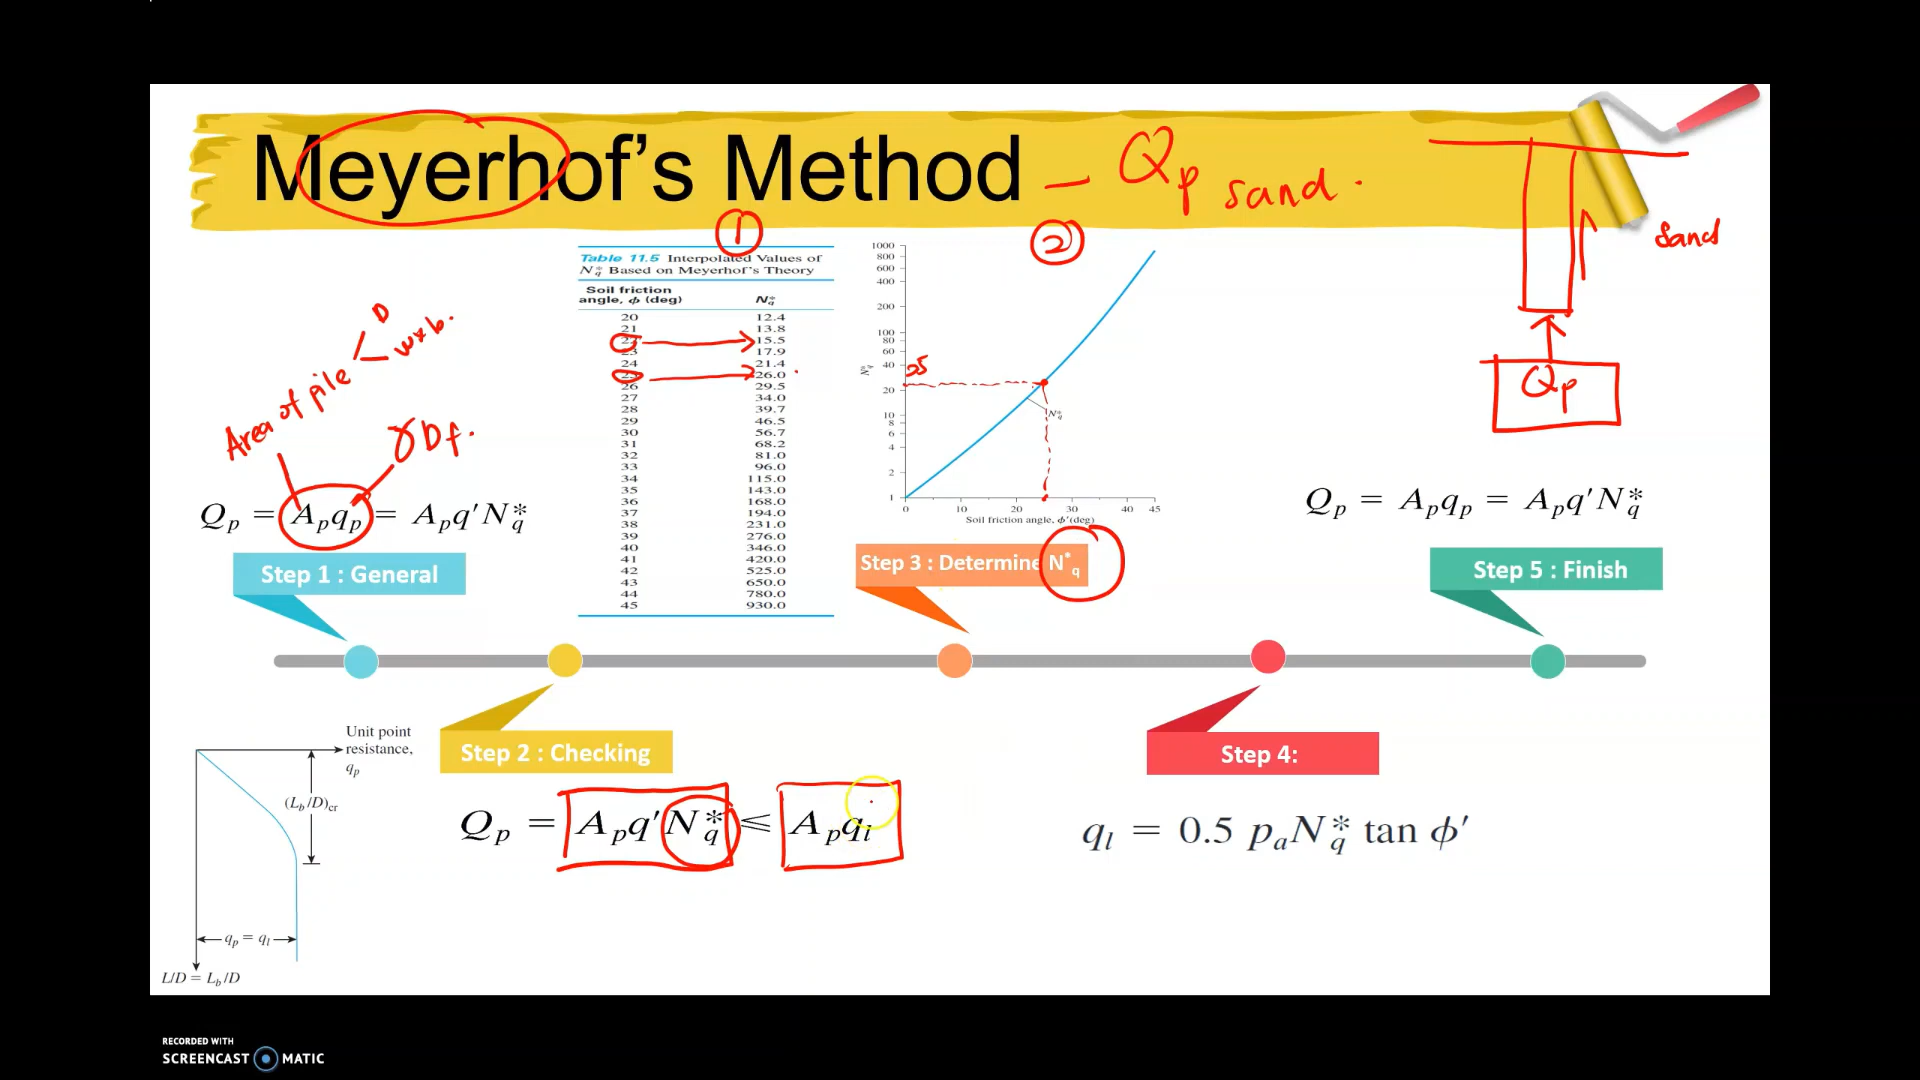 Meyerhof's Method – Qp sand.
①
②
Table 11.5 Interpolated Values of
N*q Based on Meyerhof's Theory
Soil friction
angle, ϕ (deg) N*q
20 12.4
21 13.8
22 15.5
23 17.9
24 21.4
25 26.0
26 29.5
27 34.0
28 39.7
29 46.5
30 56.7
31 68.2
32 81.0
33 96.0
34 115.0
35 143.0
36 168.0
37 194.0
38 231.0
39 276.0
40 346.0
41 420.0
42 525.0
43 650.0
44 780.0
45 930.0
1000
800
600
400
200
100
80
60
40
20
10
8
6
4
2
1
N*q
25
N*q
0 10 20 30 40 45
Soil friction angle, ϕ'(deg)
sand
Qp
D
w×b.
Area of pile
γDf.
Qp = Apqp = Apq'N*q
Step 1 : General
Step 3 : Determine N*q
Qp = Apqp = Apq'N*q
Step 5 : Finish
Unit point
resistance,
qp
(Lb/D)cr
qp = ql
L/D = Lb/D
Step 2 : Checking
Qp = Apq'N*q ≤ Apql
Step 4:
ql = 0.5 paN*q tan ϕ'
RECORDED WITH
SCREENCAST MATIC